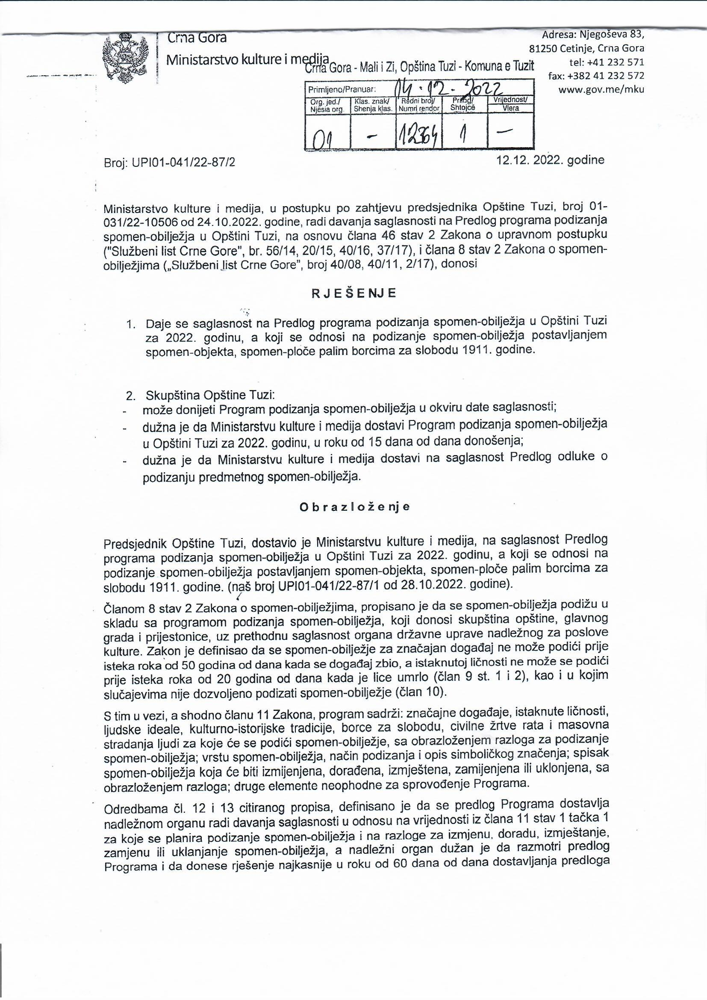 Crna Gora
Ministarstvo kulture i medija
Adresa: Njegoševa 83,
81250 Cetinje, Crna Gora
tel: +41 232 571
fax: +382 41 232 572
www.gov.me/mku
Crna Gora - Mali i Zi, Opština Tuzi - Komuna e Tuzit
Primljeno/Pranuar: 14.12.2022
Org. jed./ Klas. znak/ Redni broj/ Prilog/ Vrijednost/
Njësia org. Shenja klas. Numri rendor Shtojcë Vlera
01 - 12364 1 -
Broj: UPI01-041/22-87/2
12.12. 2022. godine
Ministarstvo kulture i medija, u postupku po zahtjevu predsjednika Opštine Tuzi, broj 01-
031/22-10506 od 24.10.2022. godine, radi davanja saglasnosti na Predlog programa podizanja
spomen-obilježja u Opštini Tuzi, na osnovu člana 46 stav 2 Zakona o upravnom postupku
("Službeni list Crne Gore", br. 56/14, 20/15, 40/16, 37/17), i člana 8 stav 2 Zakona o spomen-
obilježjima („Službeni list Crne Gore", broj 40/08, 40/11, 2/17), donosi
R J E Š E NJ E
1. Daje se saglasnost na Predlog programa podizanja spomen-obilježja u Opštini Tuzi
za 2022. godinu, a koji se odnosi na podizanje spomen-obilježja postavljanjem
spomen-objekta, spomen-ploče palim borcima za slobodu 1911. godine.
2. Skupština Opštine Tuzi:
- može donijeti Program podizanja spomen-obilježja u okviru date saglasnosti;
- dužna je da Ministarstvu kulture i medija dostavi Program podizanja spomen-obilježja
u Opštini Tuzi za 2022. godinu, u roku od 15 dana od dana donošenja;
- dužna je da Ministarstvu kulture i medija dostavi na saglasnost Predlog odluke o
podizanju predmetnog spomen-obilježja.
O b r a z l o ž e nj e
Predsjednik Opštine Tuzi, dostavio je Ministarstvu kulture i medija, na saglasnost Predlog
programa podizanja spomen-obilježja u Opštini Tuzi za 2022. godinu, a koji se odnosi na
podizanje spomen-obilježja postavljanjem spomen-objekta, spomen-ploče palim borcima za
slobodu 1911. godine. (naš broj UPI01-041/22-87/1 od 28.10.2022. godine).
Članom 8 stav 2 Zakona o spomen-obilježjima, propisano je da se spomen-obilježja podižu u
skladu sa programom podizanja spomen-obilježja, koji donosi skupština opštine, glavnog
grada i prijestonice, uz prethodnu saglasnost organa državne uprave nadležnog za poslove
kulture. Zakon je definisao da se spomen-obilježje za značajan događaj ne može podići prije
isteka roka od 50 godina od dana kada se događaj zbio, a istaknutoj ličnosti ne može se podići
prije isteka roka od 20 godina od dana kada je lice umrlo (član 9 st. 1 i 2), kao i u kojim
slučajevima nije dozvoljeno podizati spomen-obilježje (član 10).
S tim u vezi, a shodno članu 11 Zakona, program sadrži: značajne događaje, istaknute ličnosti,
ljudske ideale, kulturno-istorijske tradicije, borce za slobodu, civilne žrtve rata i masovna
stradanja ljudi za koje će se podići spomen-obilježje, sa obrazloženjem razloga za podizanje
spomen-obilježja; vrstu spomen-obilježja, način podizanja i opis simboličkog značenja; spisak
spomen-obilježja koja će biti izmijenjena, dorađena, izmještena, zamijenjena ili uklonjena, sa
obrazloženjem razloga; druge elemente neophodne za sprovođenje Programa.
Odredbama čl. 12 i 13 citiranog propisa, definisano je da se predlog Programa dostavlja
nadležnom organu radi davanja saglasnosti u odnosu na vrijednosti iz člana 11 stav 1 tačka 1
za koje se planira podizanje spomen-obilježja i na razloge za izmjenu, doradu, izmještanje,
zamjenu ili uklanjanje spomen-obilježja, a nadležni organ dužan je da razmotri predlog
Programa i da donese rješenje najkasnije u roku od 60 dana od dana dostavljanja predloga